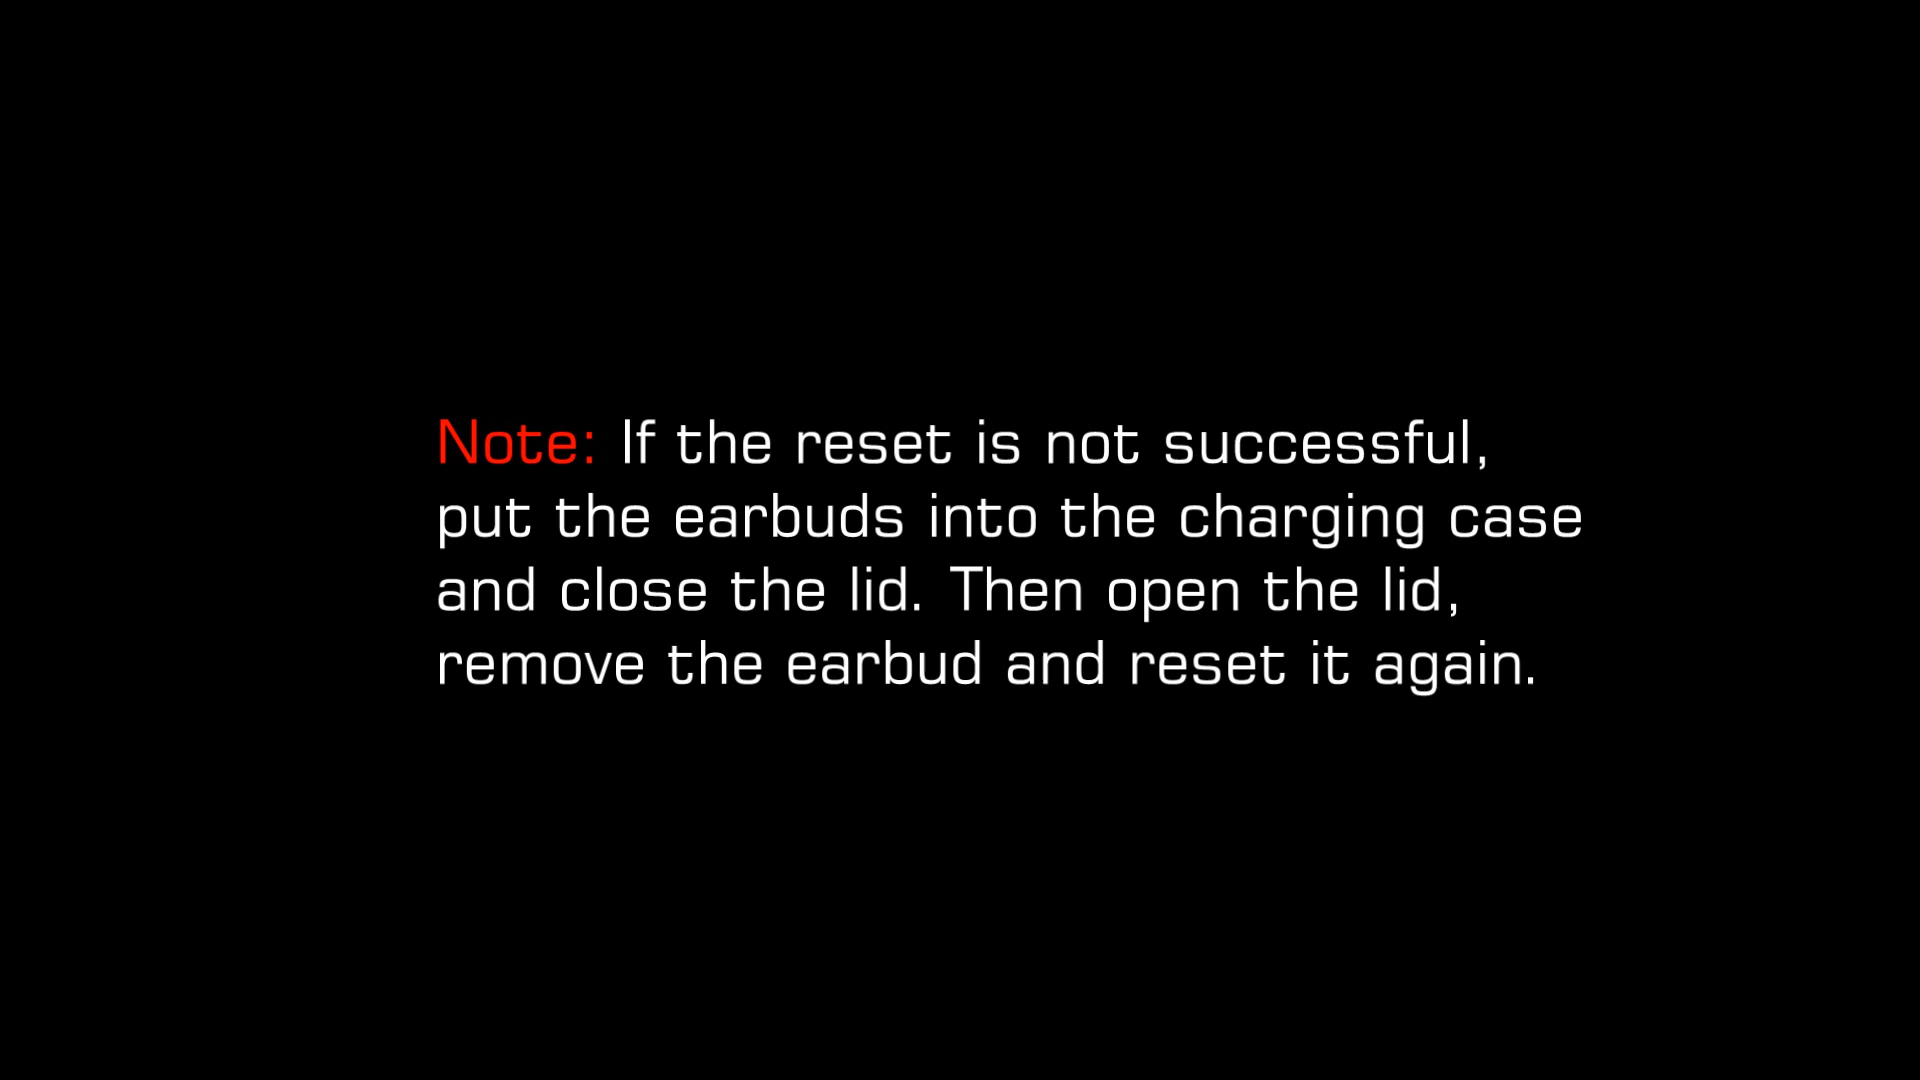 Note: If the reset is not successful,
put the earbuds into the charging case
and close the lid. Then open the lid,
remove the earbud and reset it again.